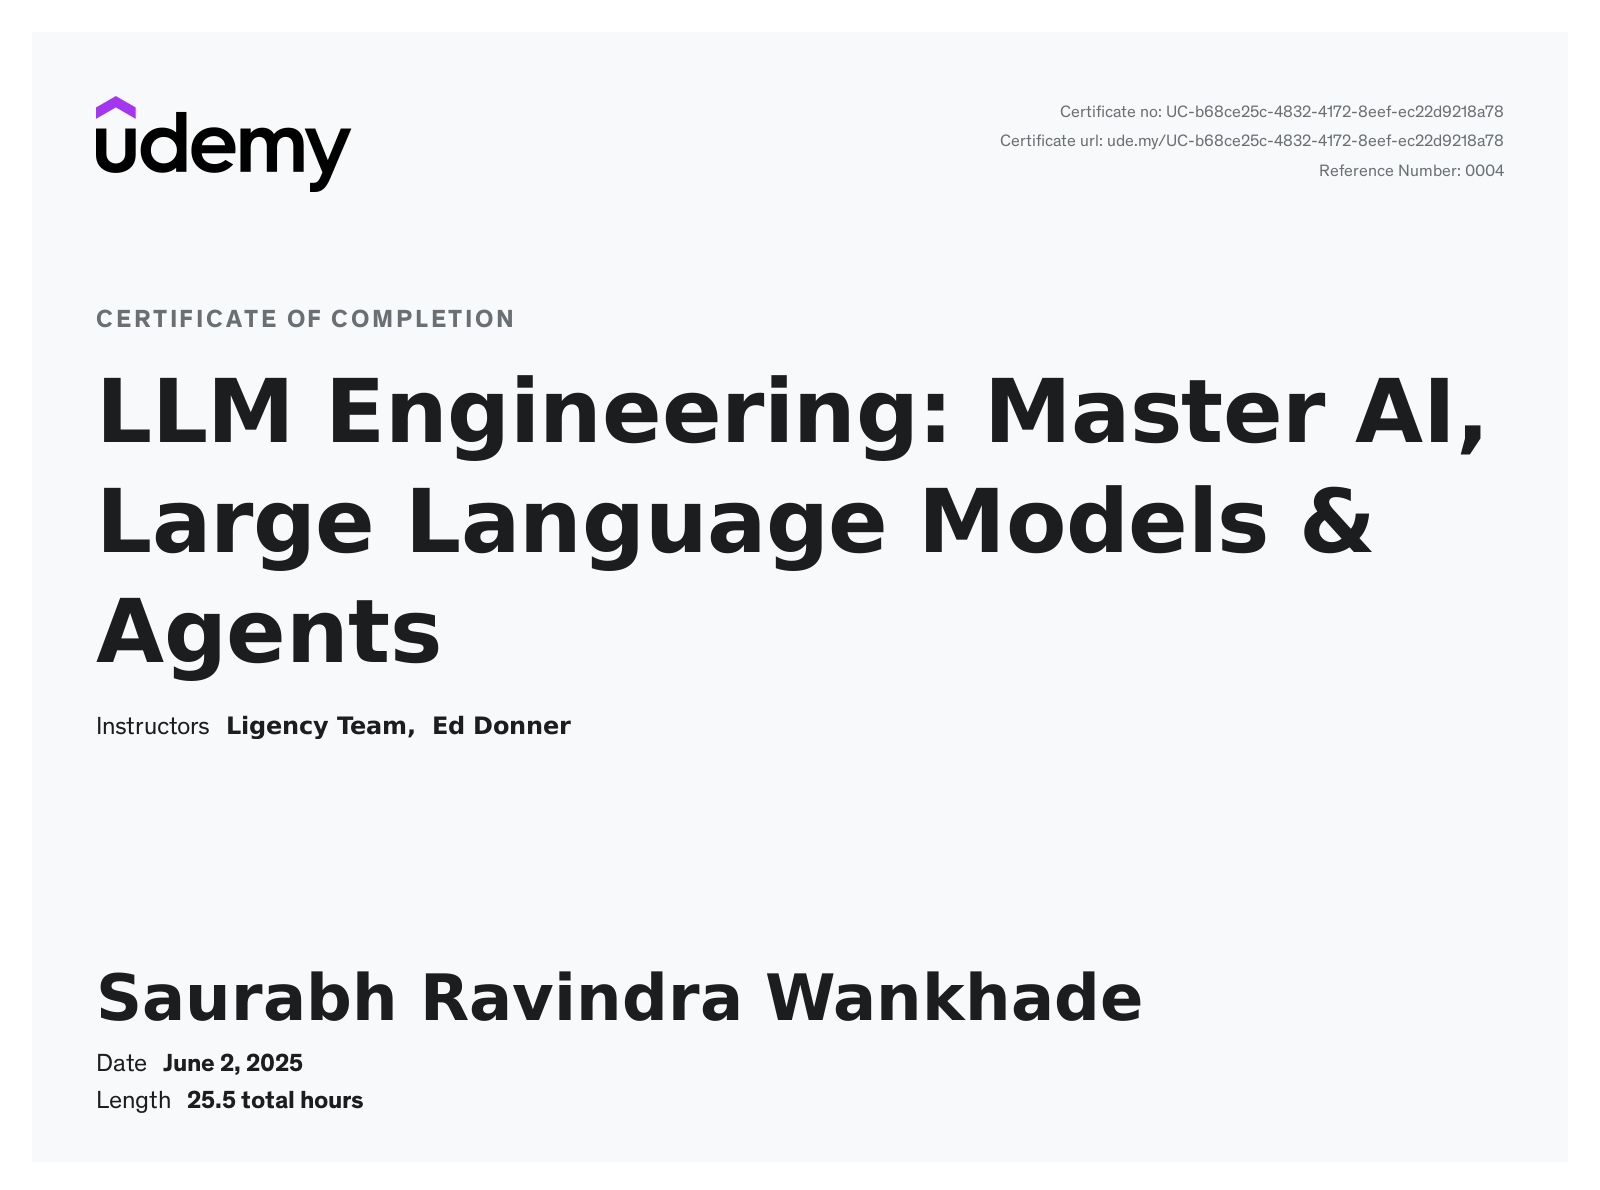 udemy
Certificate no: UC-b68ce25c-4832-4172-8eef-ec22d9218a78
Certificate url: ude.my/UC-b68ce25c-4832-4172-8eef-ec22d9218a78
Reference Number: 0004
CERTIFICATE OF COMPLETION
LLM Engineering: Master AI,
Large Language Models &
Agents
Instructors Ligency Team, Ed Donner
Saurabh Ravindra Wankhade
Date June 2, 2025
Length 25.5 total hours